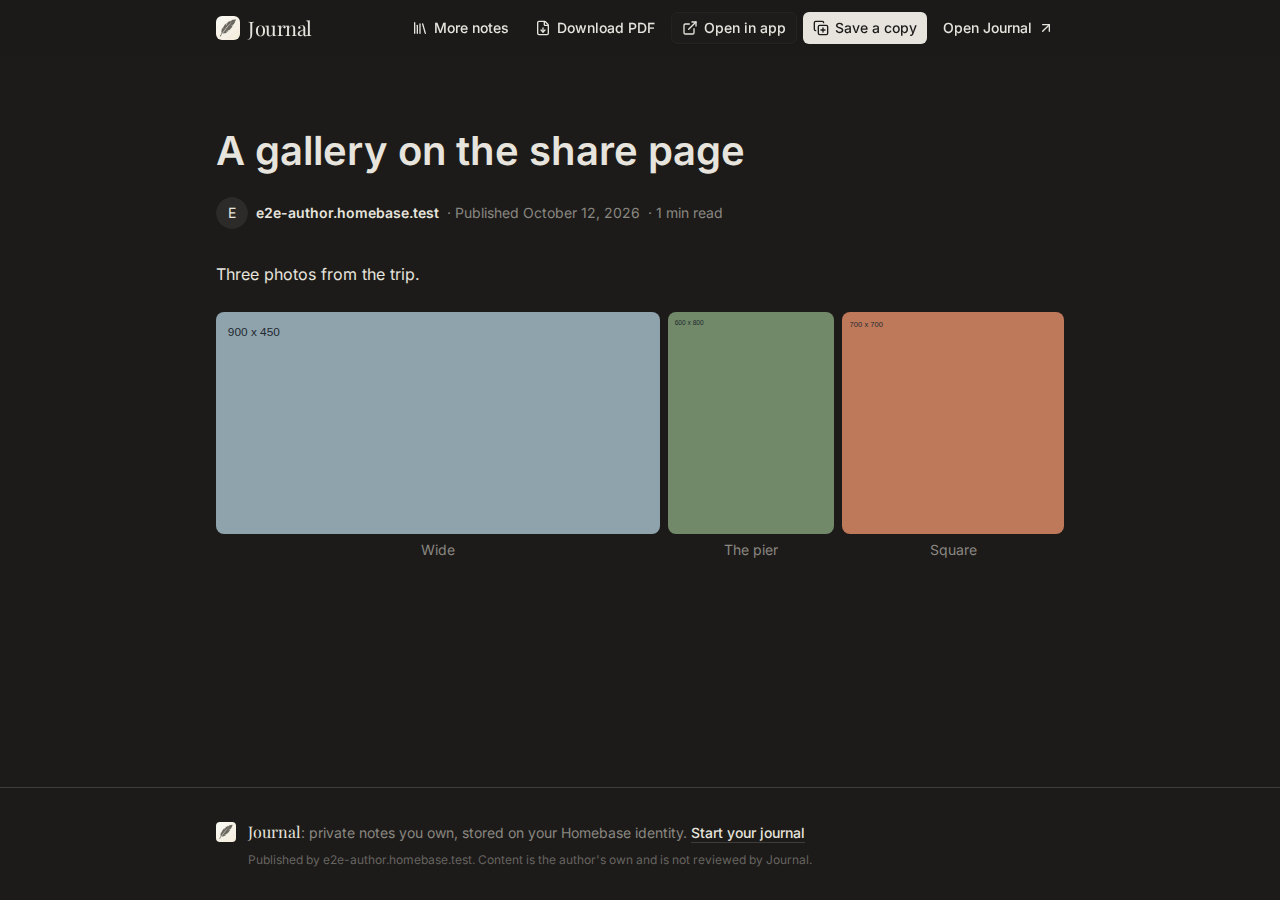 Journal More notes Download PDF Open in app Save a copy Open Journal
A gallery on the share page
E e2e-author.homebase.test · Published October 12, 2026 · 1 min read
Three photos from the trip.
900 x 450 600 x 800 700 x 700
Wide The pier Square
Journal: private notes you own, stored on your Homebase identity. Start your journal
Published by e2e-author.homebase.test. Content is the author's own and is not reviewed by Journal.